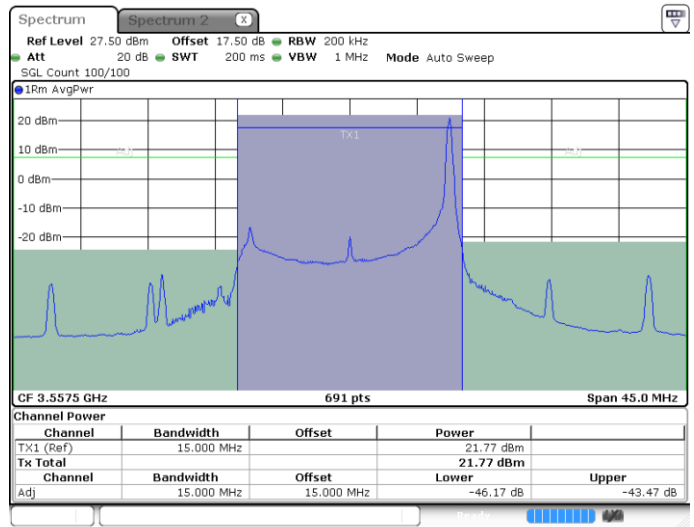 Spectrum Spectrum 2 X
Ref Level 27.50 dBm Offset 17.50 dB RBW 200 kHz
Att 20 dB SWT 200 ms VBW 1 MHz Mode Auto Sweep
SGL Count 100/100
1Rm AvgPwr
20 dBm
TX1
10 dBm
Adj Adj
0 dBm
-10 dBm
-20 dBm
CF 3.5575 GHz 691 pts Span 45.0 MHz
Channel Power
Channel Bandwidth Offset Power
TX1 (Ref) 15.000 MHz 21.77 dBm
Tx Total 21.77 dBm
Channel Bandwidth Offset Lower Upper
Adj 15.000 MHz 15.000 MHz -46.17 dB -43.47 dB
Ready